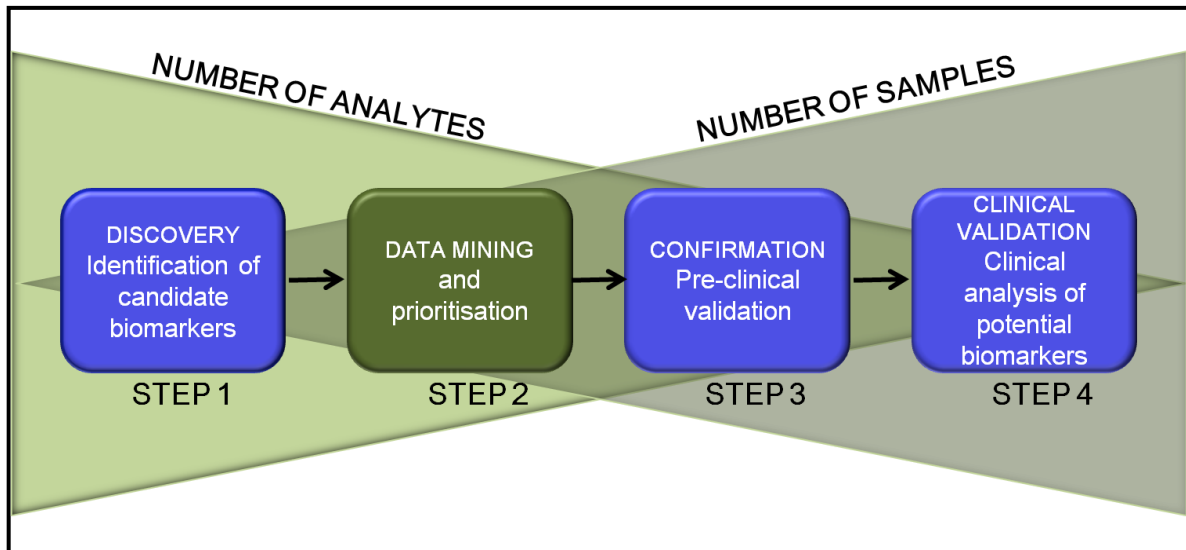 NUMBER OF ANALYTES
NUMBER OF SAMPLES
DISCOVERY
Identification of
candidate
biomarkers
STEP 1
DATA MINING
and
prioritisation
STEP 2
CONFIRMATION
Pre-clinical
validation
STEP 3
CLINICAL
VALIDATION
Clinical
analysis of
potential
biomarkers
STEP 4